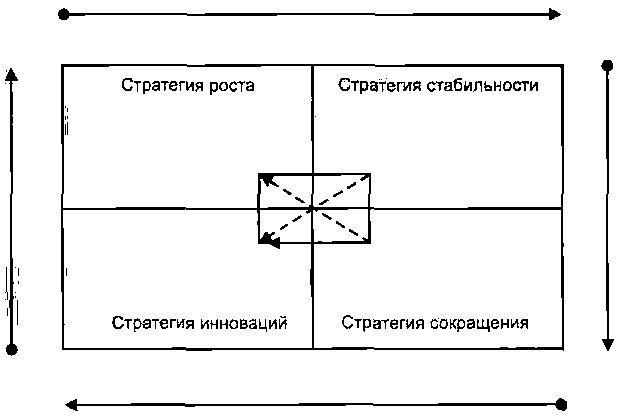 Стратегия роста
Стратегия стабильности
Стратегия инноваций
Стратегия сокращения